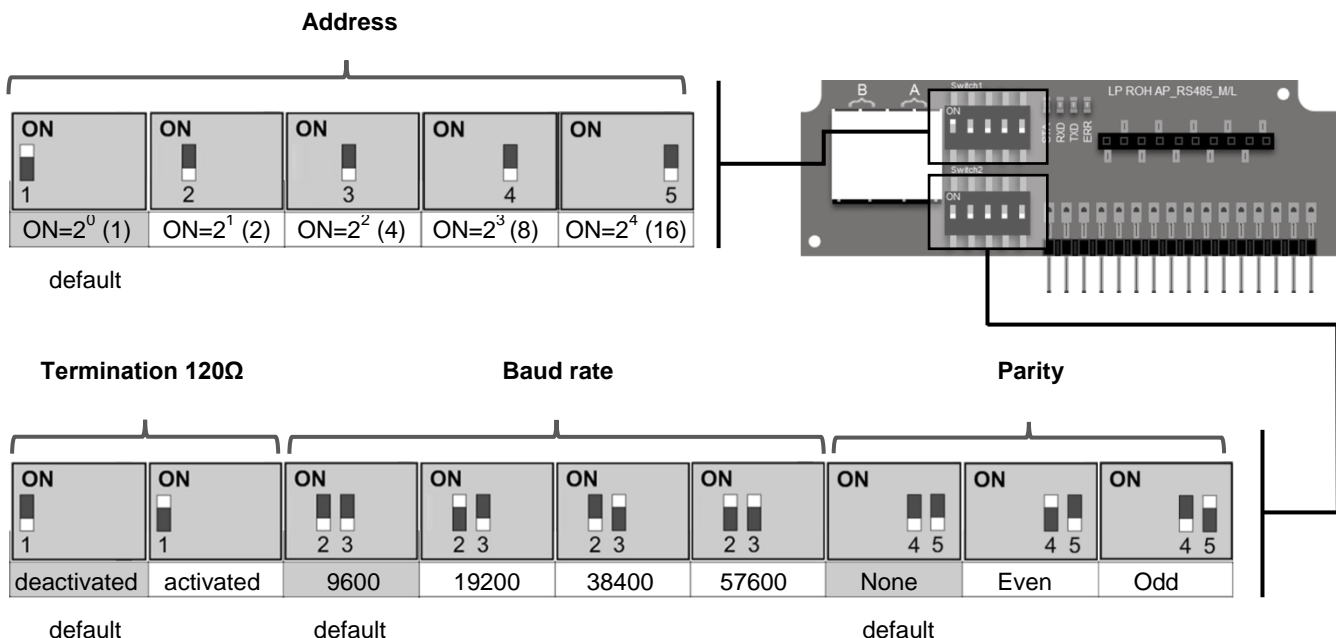 Address
ON ON ON ON ON
1 2 3 4 5
ON=2⁰ (1) ON=2¹ (2) ON=2² (4) ON=2³ (8) ON=2⁴ (16)
default
B A Switch1 LP ROH AP_RS485_M/L
ON
RXD
TXD
ERR
Switch2
ON
Termination 120Ω Baud rate Parity
ON ON ON ON ON ON ON ON ON
1 1 2 3 2 3 2 3 2 3 4 5 4 5 4 5
deactivated activated 9600 19200 38400 57600 None Even Odd
default default default